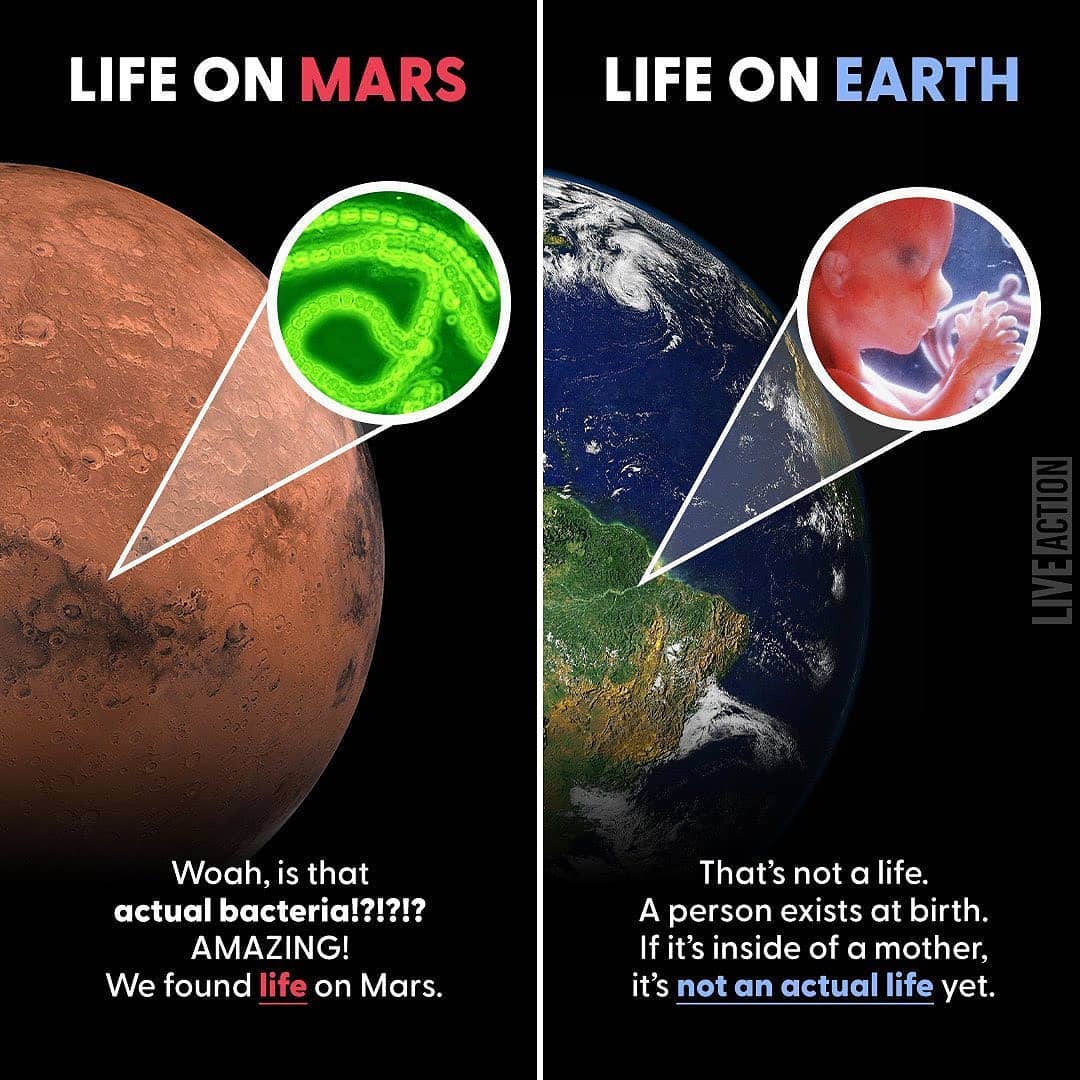 LIFE ON MARS
Woah, is that
actual bacteria!?!?!?
AMAZING!
We found life on Mars.
LIFE ON EARTH
That’s not a life.
A person exists at birth.
If it’s inside of a mother,
it’s not an actual life yet.
LIVE ACTION